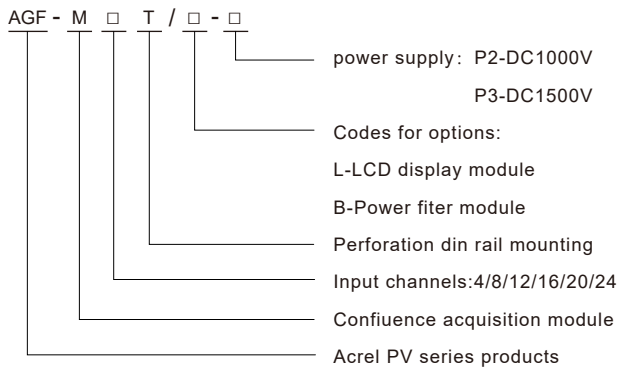 AGF - M □ T / □ - □
power supply: P2-DC1000V
P3-DC1500V
Codes for options:
L-LCD display module
B-Power fiter module
Perforation din rail mounting
Input channels:4/8/12/16/20/24
Confiuence acquisition module
Acrel PV series products